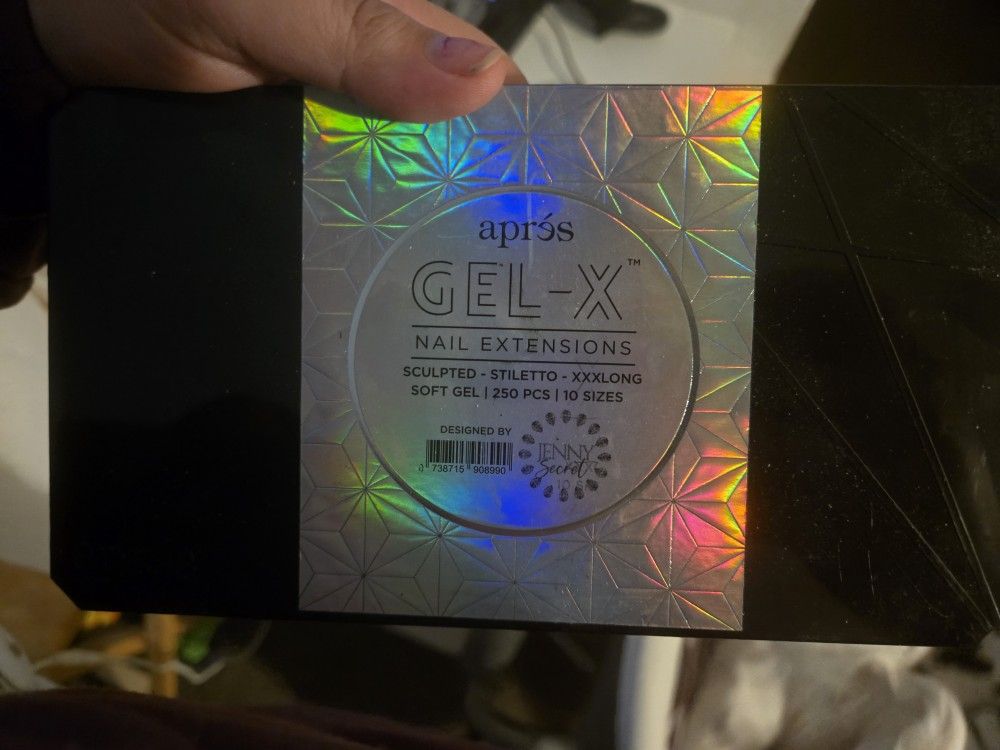 aprés
GEL-X™
NAIL EXTENSIONS
SCULPTED - STILETTO - XXXLONG
SOFT GEL | 250 PCS | 10 SIZES
DESIGNED BY
JENNY
Secret
738715 908990